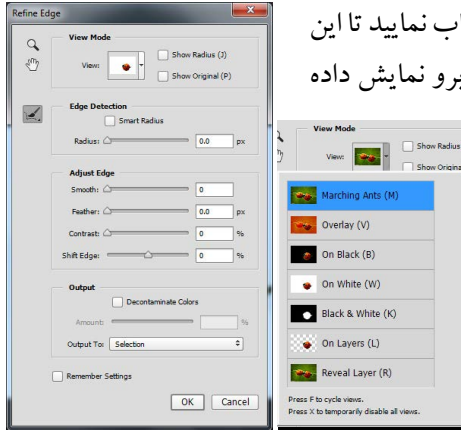 اب نمایید تا این
برو نمایش داده
Refine Edge
View Mode
View:
Show Radius (J)
Show Original (P)
Edge Detection
Smart Radius
Radius:
0.0
px
Adjust Edge
Smooth:
0
Feather:
0.0
px
Contrast:
0
%
Shift Edge:
0
%
Output
Decontaminate Colors
Amount:
%
Output To:
Selection
Remember Settings
OK
Cancel
View Mode
View:
Show Radius
Show Origina
Marching Ants (M)
Overlay (V)
On Black (B)
On White (W)
Black & White (K)
On Layers (L)
Reveal Layer (R)
Press F to cycle views.
Press X to temporarily disable all views.